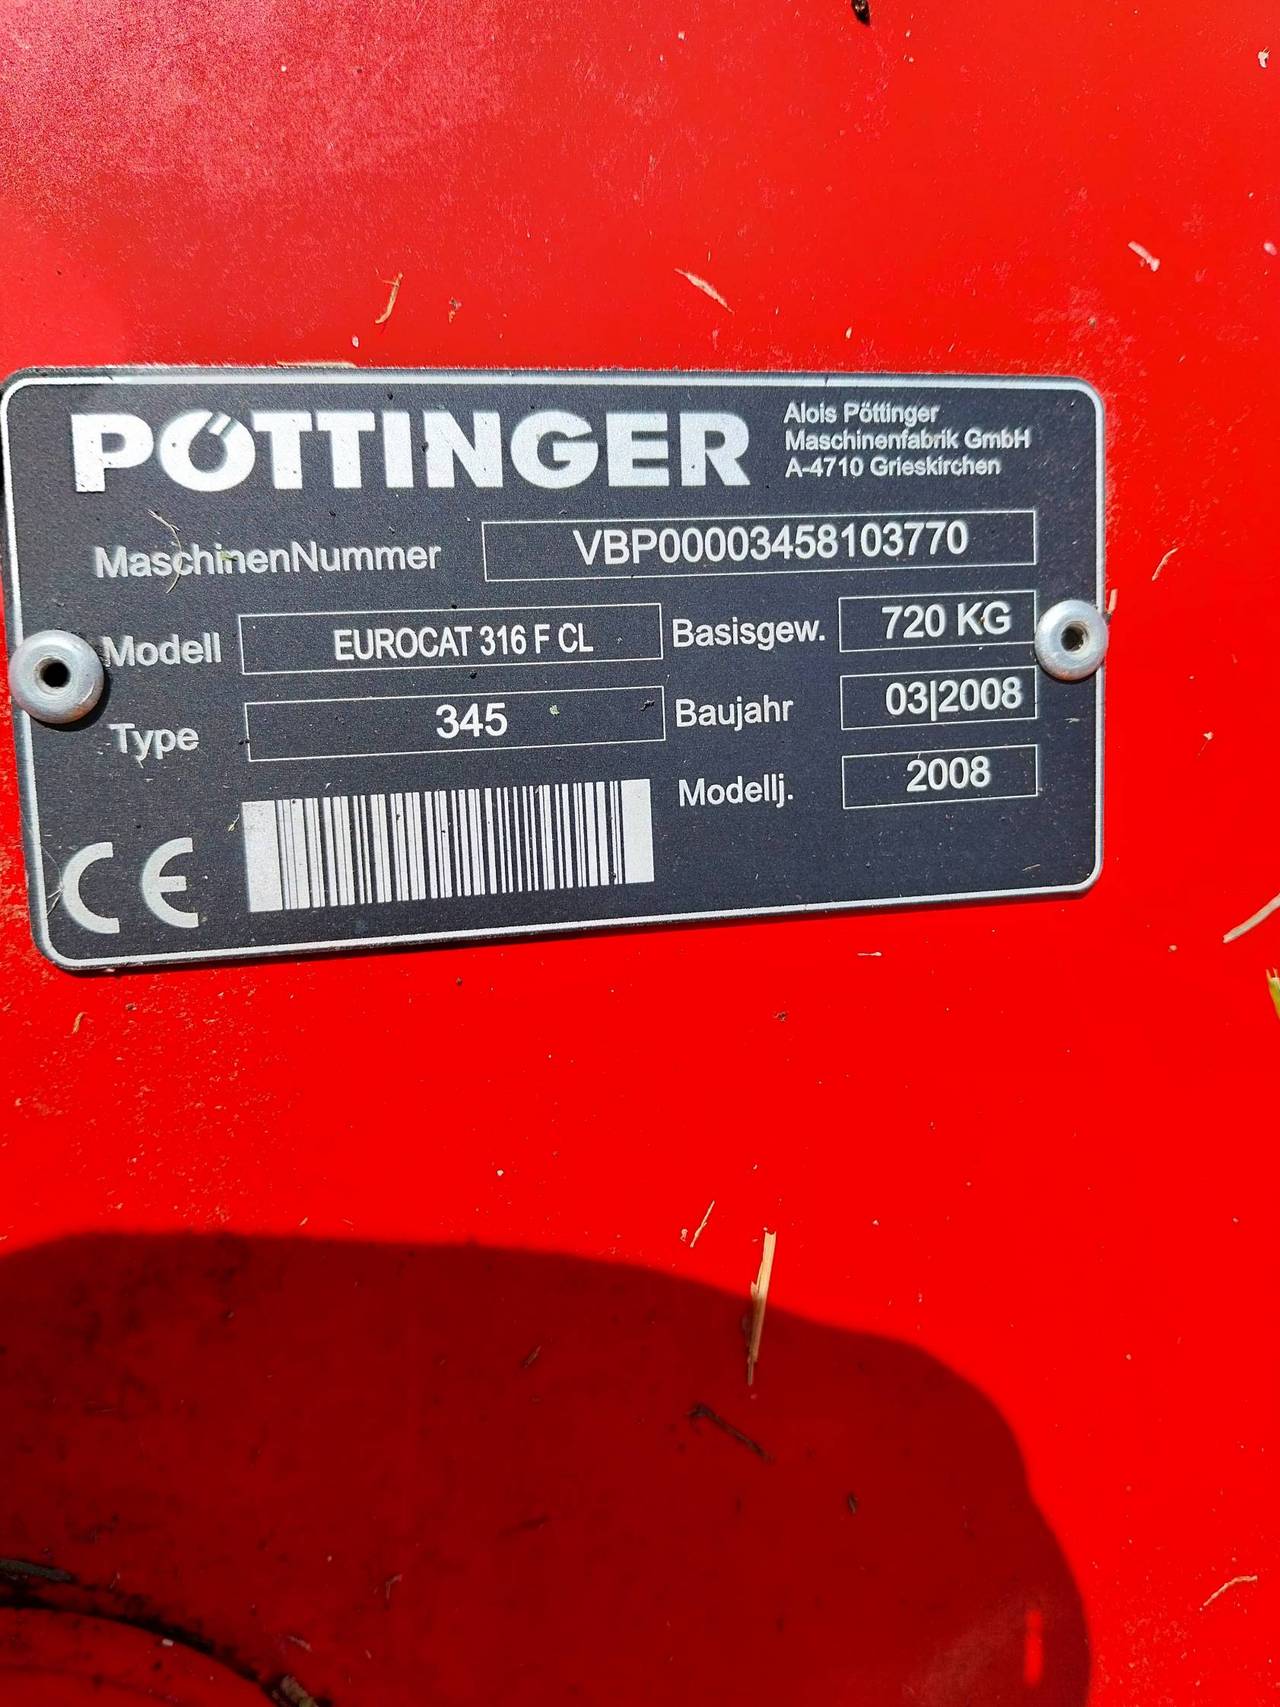 PÖTTINGER
Alois Pöttinger
Maschinenfabrik GmbH
A-4710 Grieskirchen
MaschinenNummer VBP00003458103770
Modell EUROCAT 316 F CL Basisgew. 720 KG
Type 345 Baujahr 03|2008
Modellj. 2008
CE